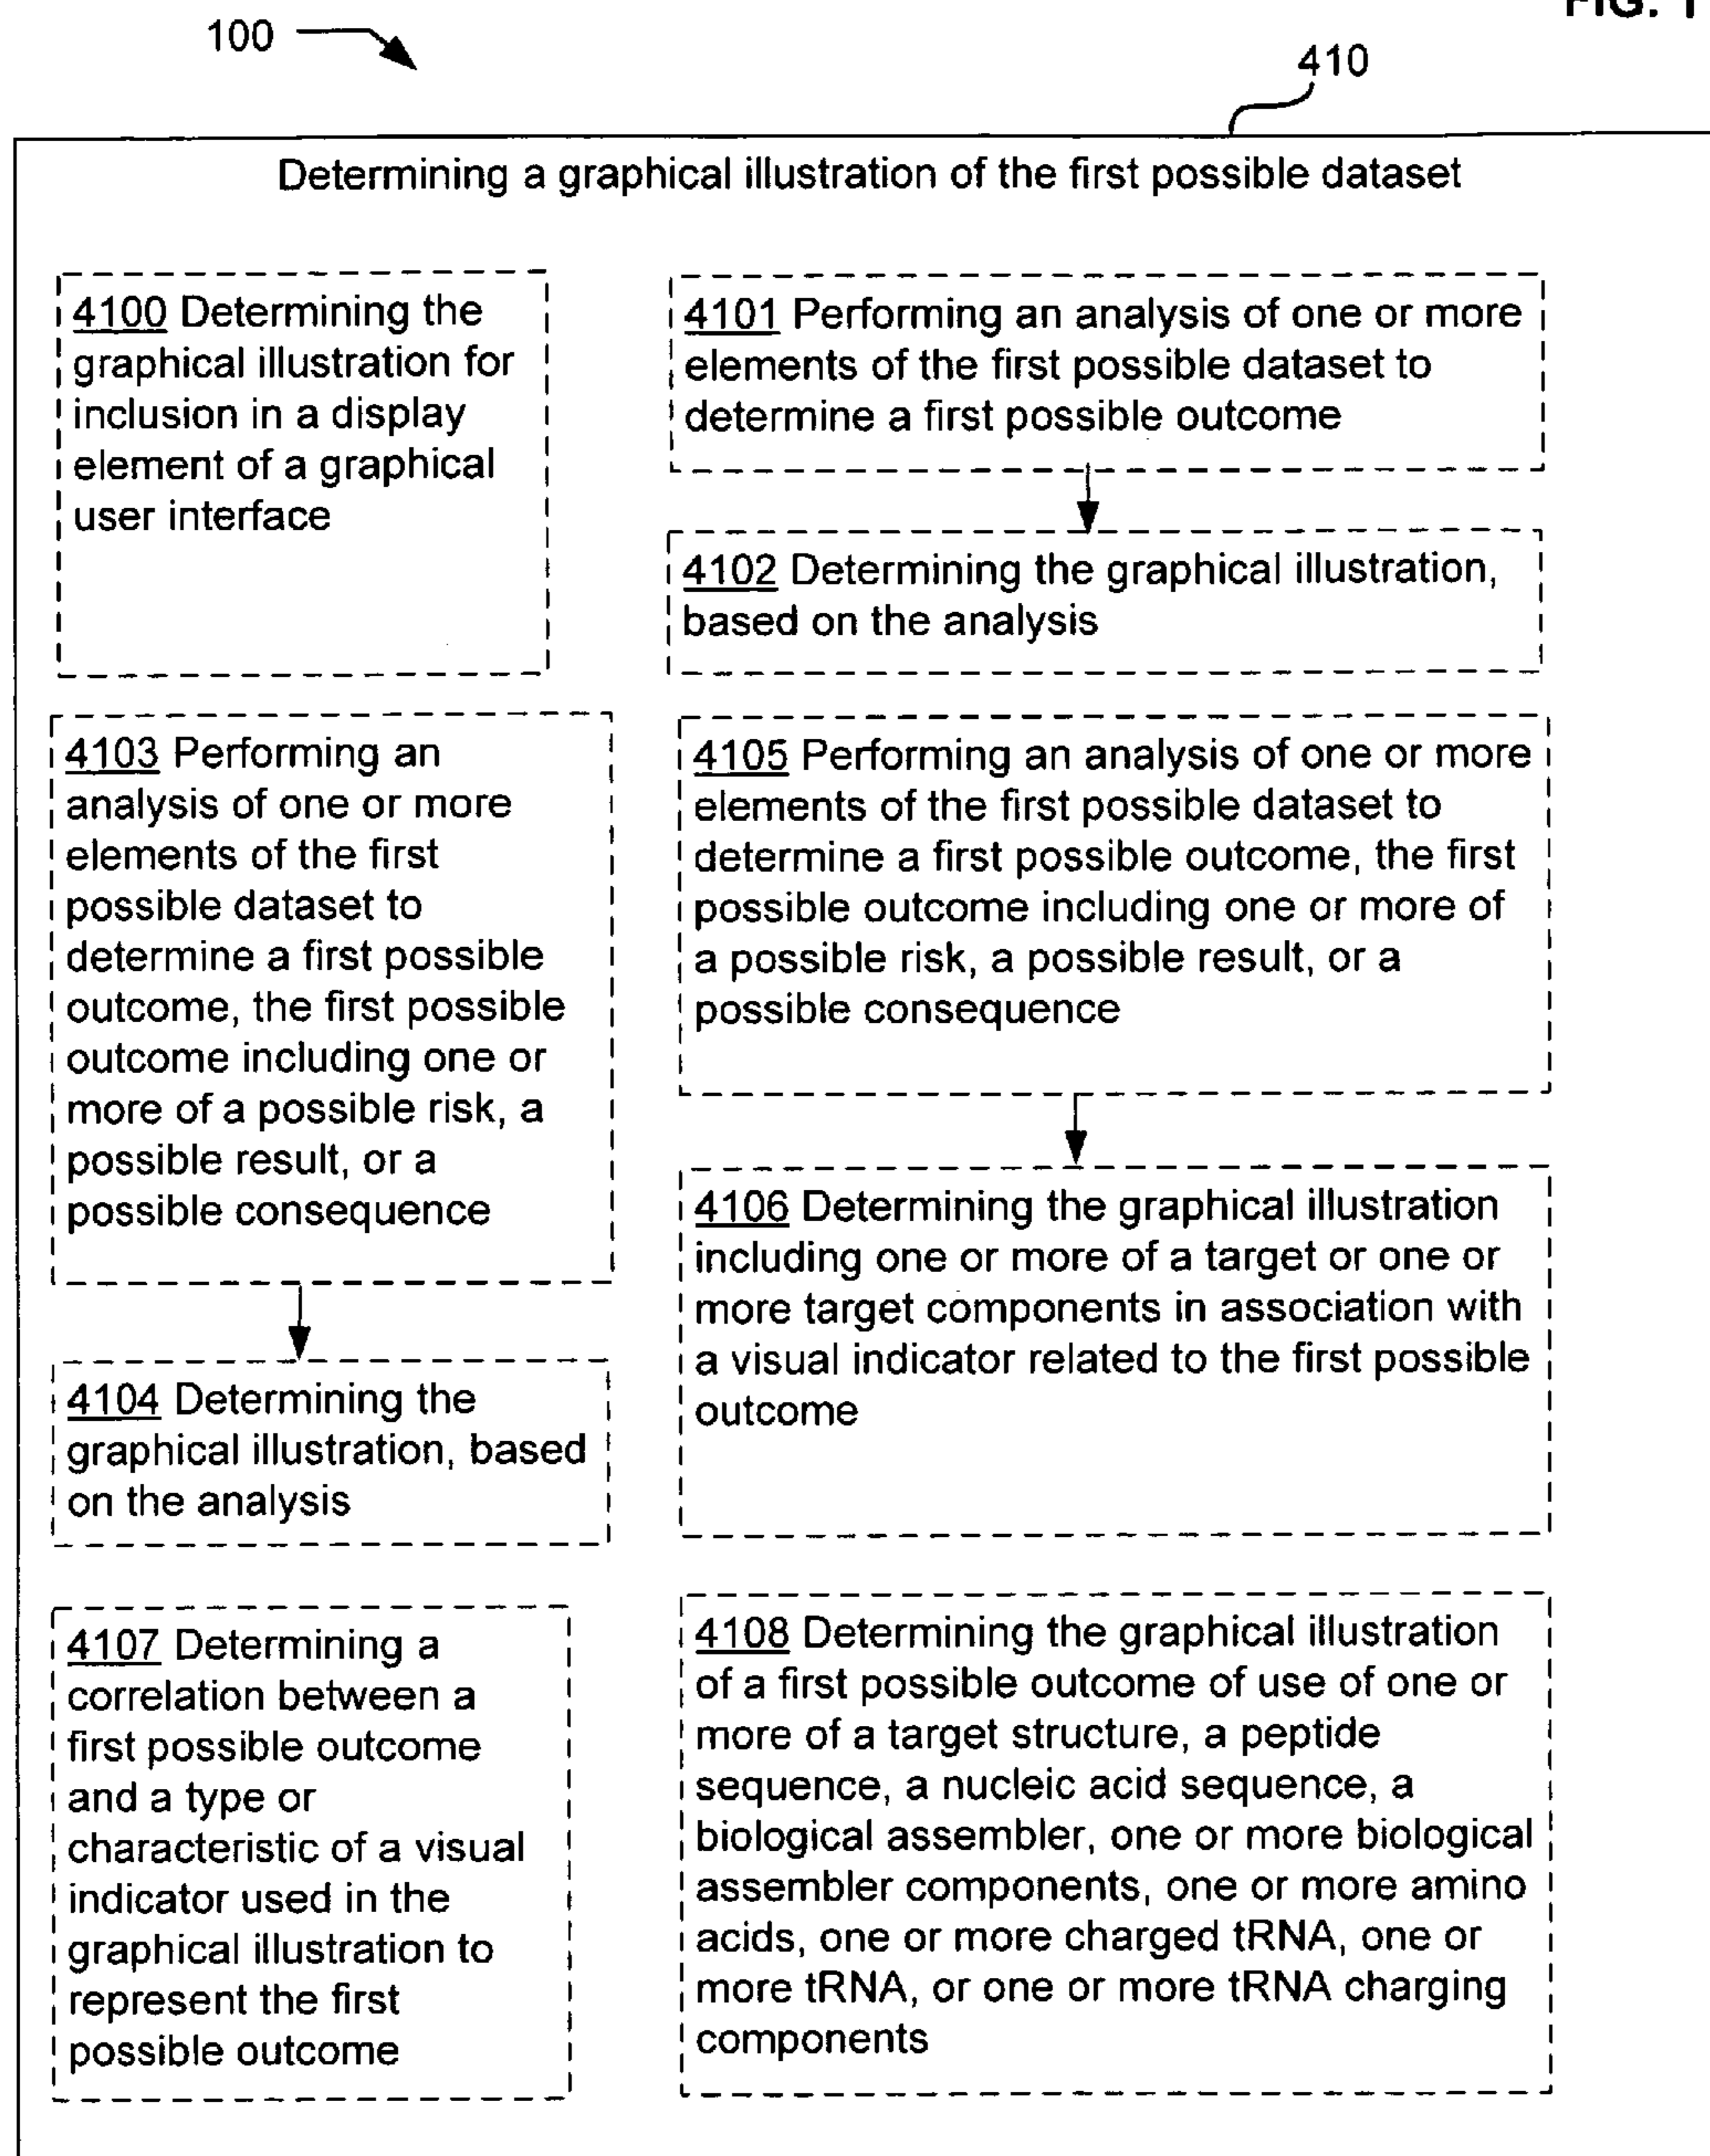 FIG. 1
100
410
Determining a graphical illustration of the first possible dataset
4100 Determining the
graphical illustration for
inclusion in a display
element of a graphical
user interface
4101 Performing an analysis of one or more
elements of the first possible dataset to
determine a first possible outcome
4102 Determining the graphical illustration,
based on the analysis
4103 Performing an
analysis of one or more
elements of the first
possible dataset to
determine a first possible
outcome, the first possible
outcome including one or
more of a possible risk, a
possible result, or a
possible consequence
4104 Determining the
graphical illustration, based
on the analysis
4105 Performing an analysis of one or more
elements of the first possible dataset to
determine a first possible outcome, the first
possible outcome including one or more of
a possible risk, a possible result, or a
possible consequence
4106 Determining the graphical illustration
including one or more of a target or one or
more target components in association with
a visual indicator related to the first possible
outcome
4107 Determining a
correlation between a
first possible outcome
and a type or
characteristic of a visual
indicator used in the
graphical illustration to
represent the first
possible outcome
4108 Determining the graphical illustration
of a first possible outcome of use of one or
more of a target structure, a peptide
sequence, a nucleic acid sequence, a
biological assembler, one or more biological
assembler components, one or more amino
acids, one or more charged tRNA, one or
more tRNA, or one or more tRNA charging
components